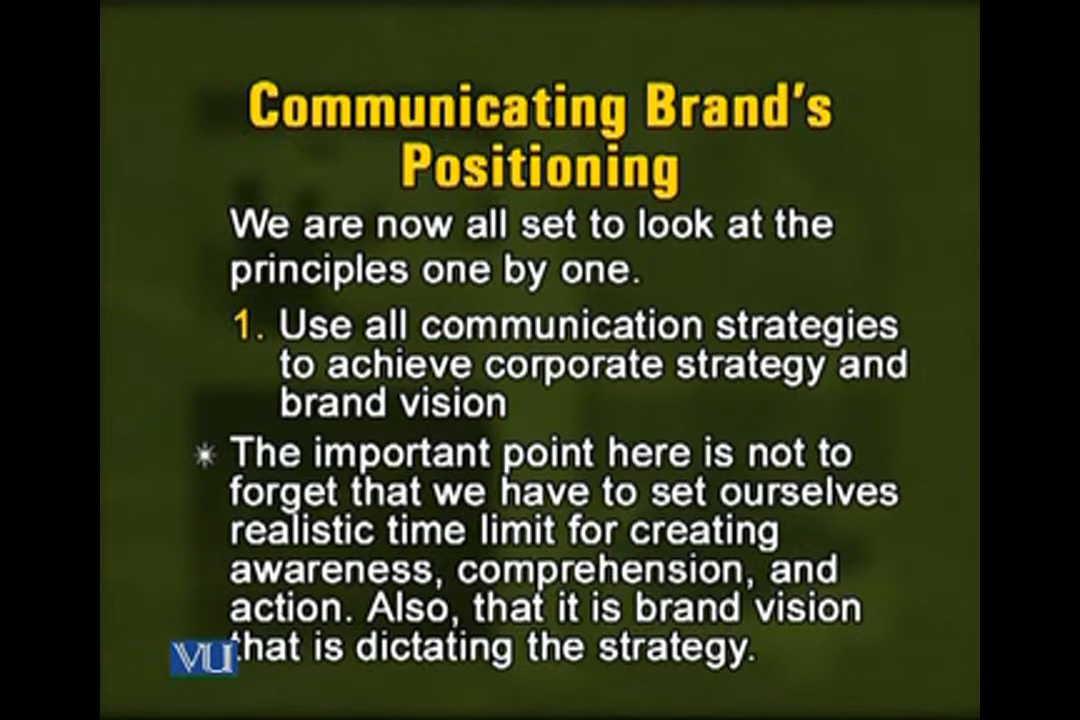 Communicating Brand's
Positioning
We are now all set to look at the
principles one by one.
1. Use all communication strategies
to achieve corporate strategy and
brand vision
The important point here is not to
forget that we have to set ourselves
realistic time limit for creating
awareness, comprehension, and
action. Also, that it is brand vision
that is dictating the strategy.
VU